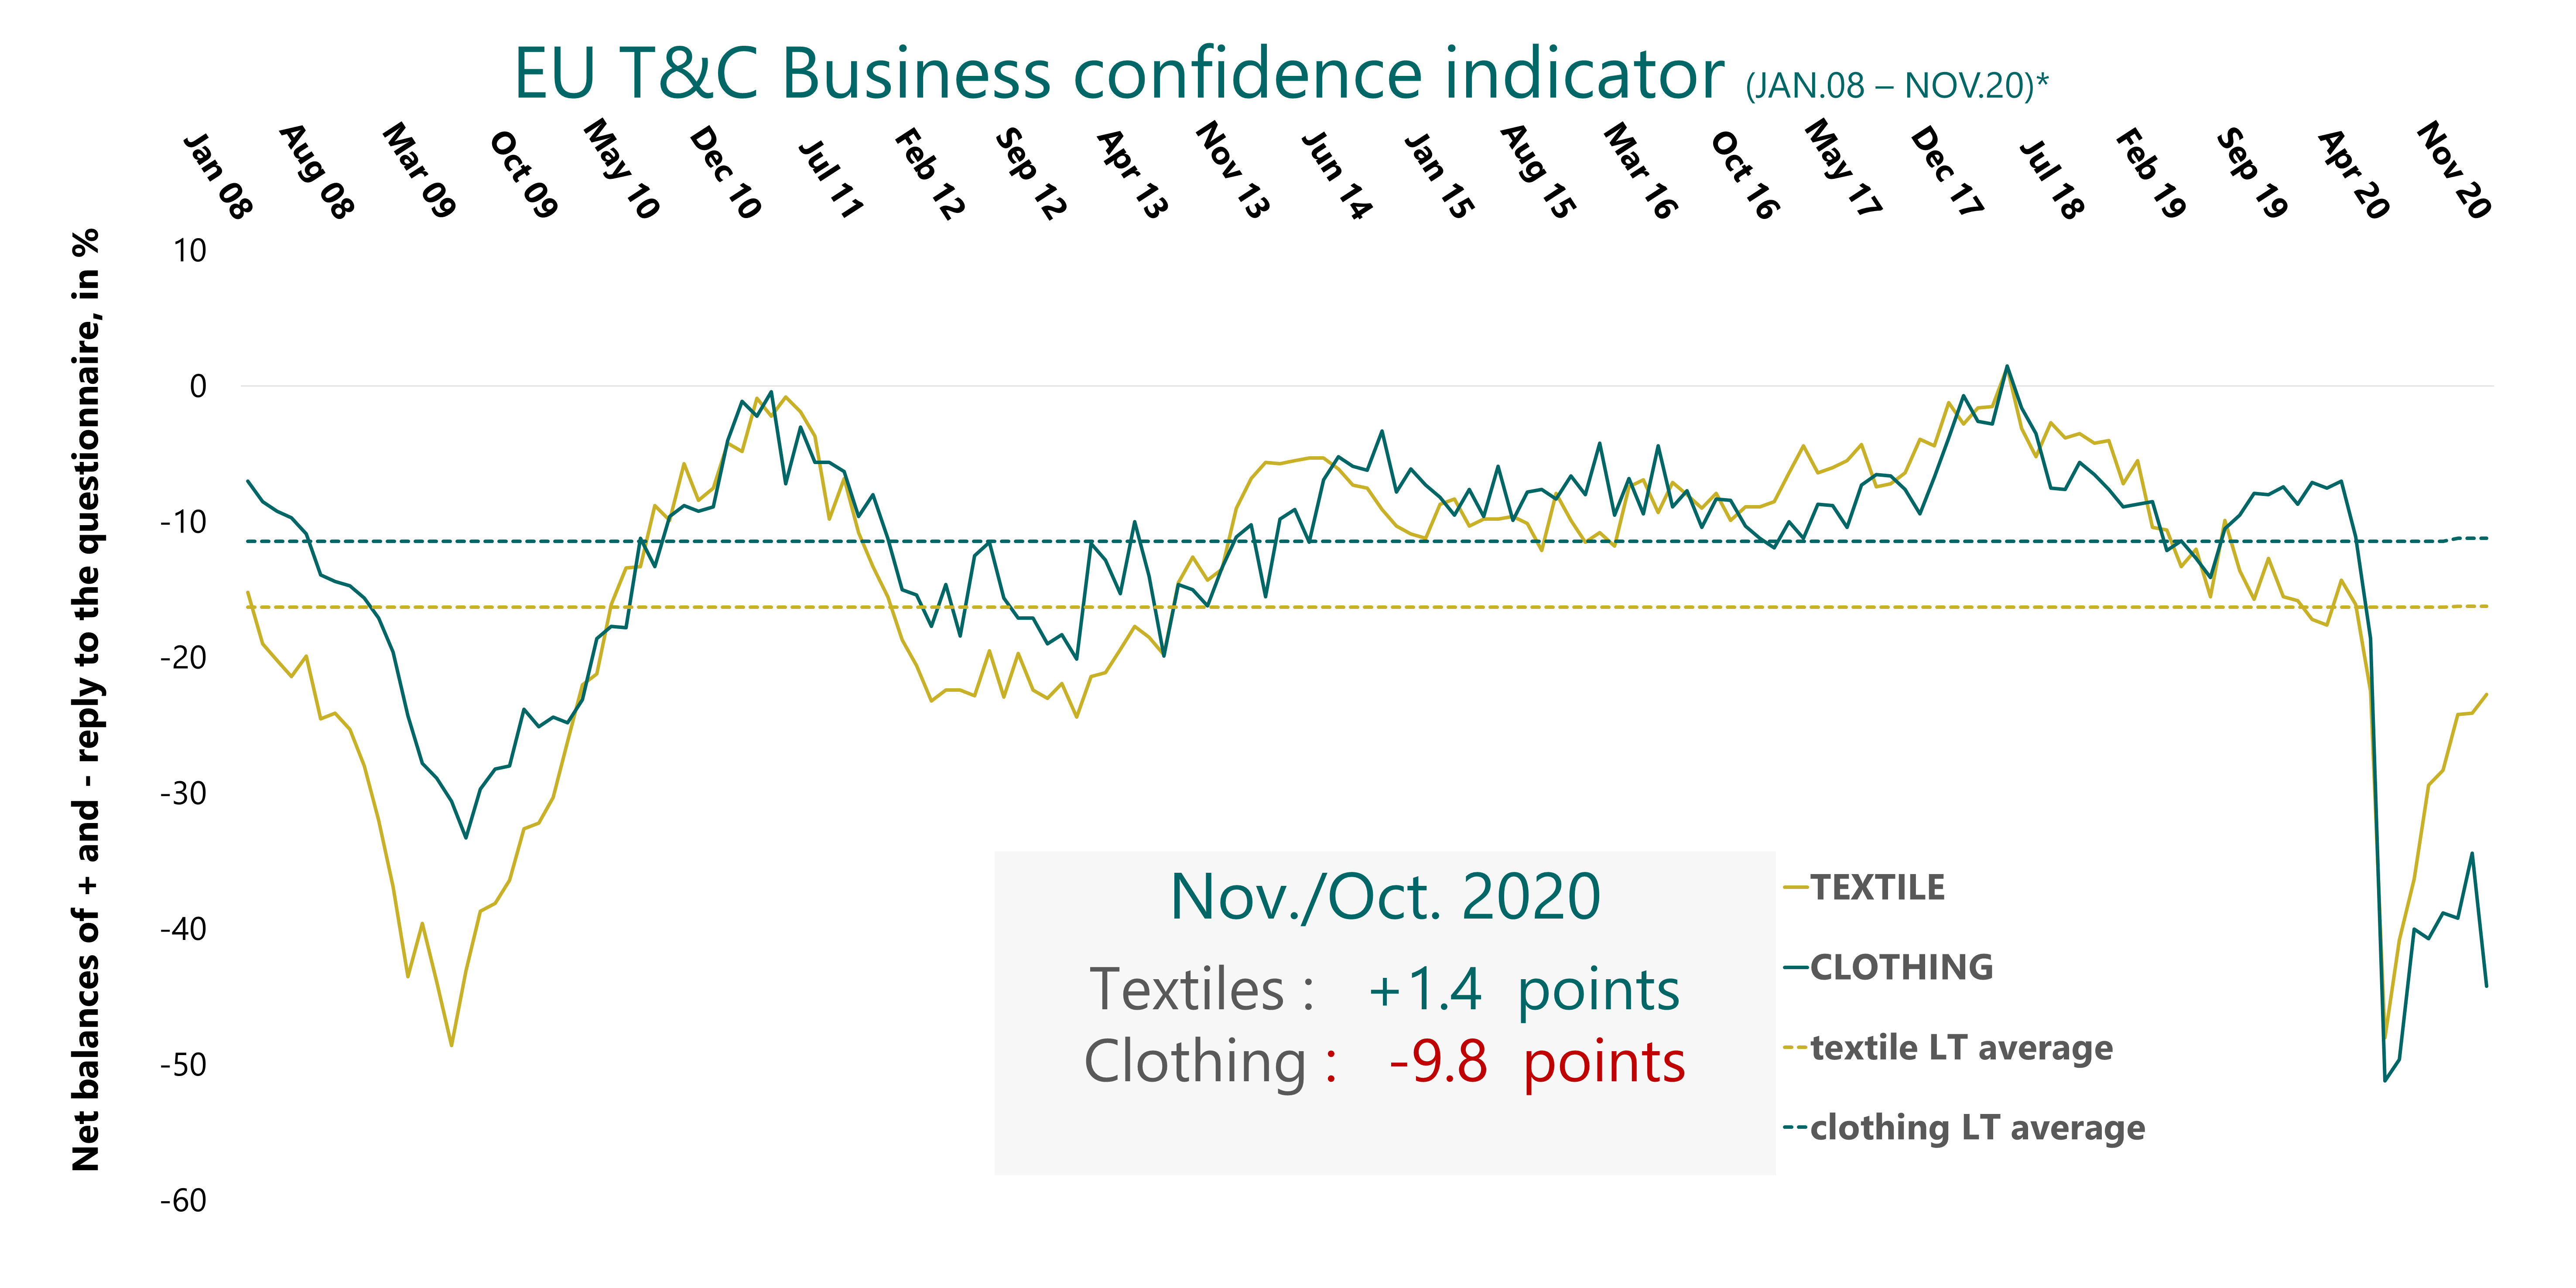 EU T&C Business confidence indicator (JAN.08 – NOV.20)*
Jan 08
Aug 08
Mar 09
Oct 09
May 10
Dec 10
Jul 11
Feb 12
Sep 12
Apr 13
Nov 13
Jun 14
Jan 15
Aug 15
Mar 16
Oct 16
May 17
Dec 17
Jul 18
Feb 19
Sep 19
Apr 20
Nov 20
Net balances of + and - reply to the questionnaire, in %
10
0
-10
-20
-30
-40
-50
-60
Nov./Oct. 2020
Textiles : +1.4 points
Clothing : -9.8 points
TEXTILE
CLOTHING
textile LT average
clothing LT average